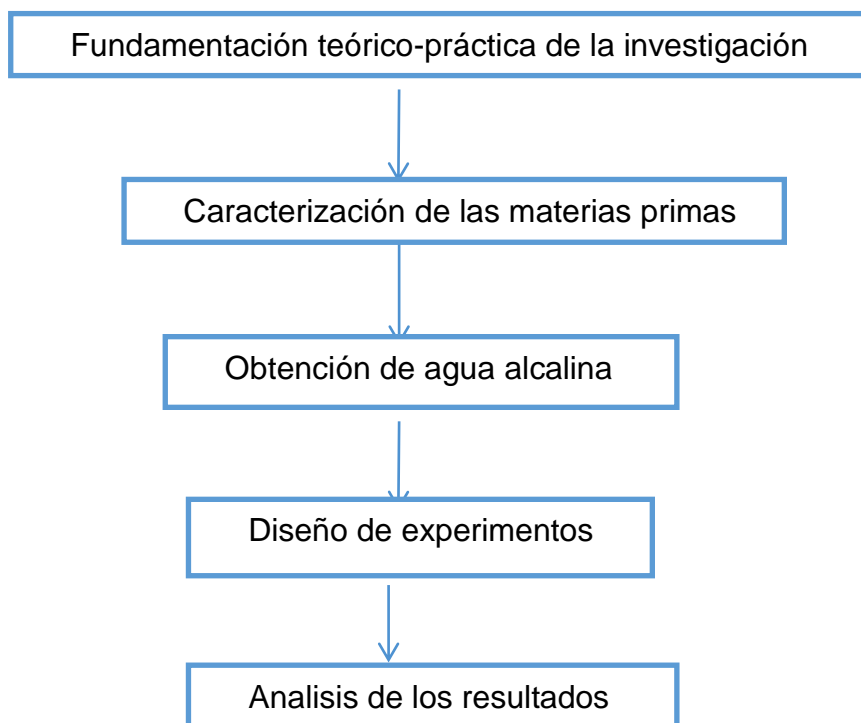 Fundamentación teórico-práctica de la investigación
Caracterización de las materias primas
Obtención de agua alcalina
Diseño de experimentos
Analisis de los resultados